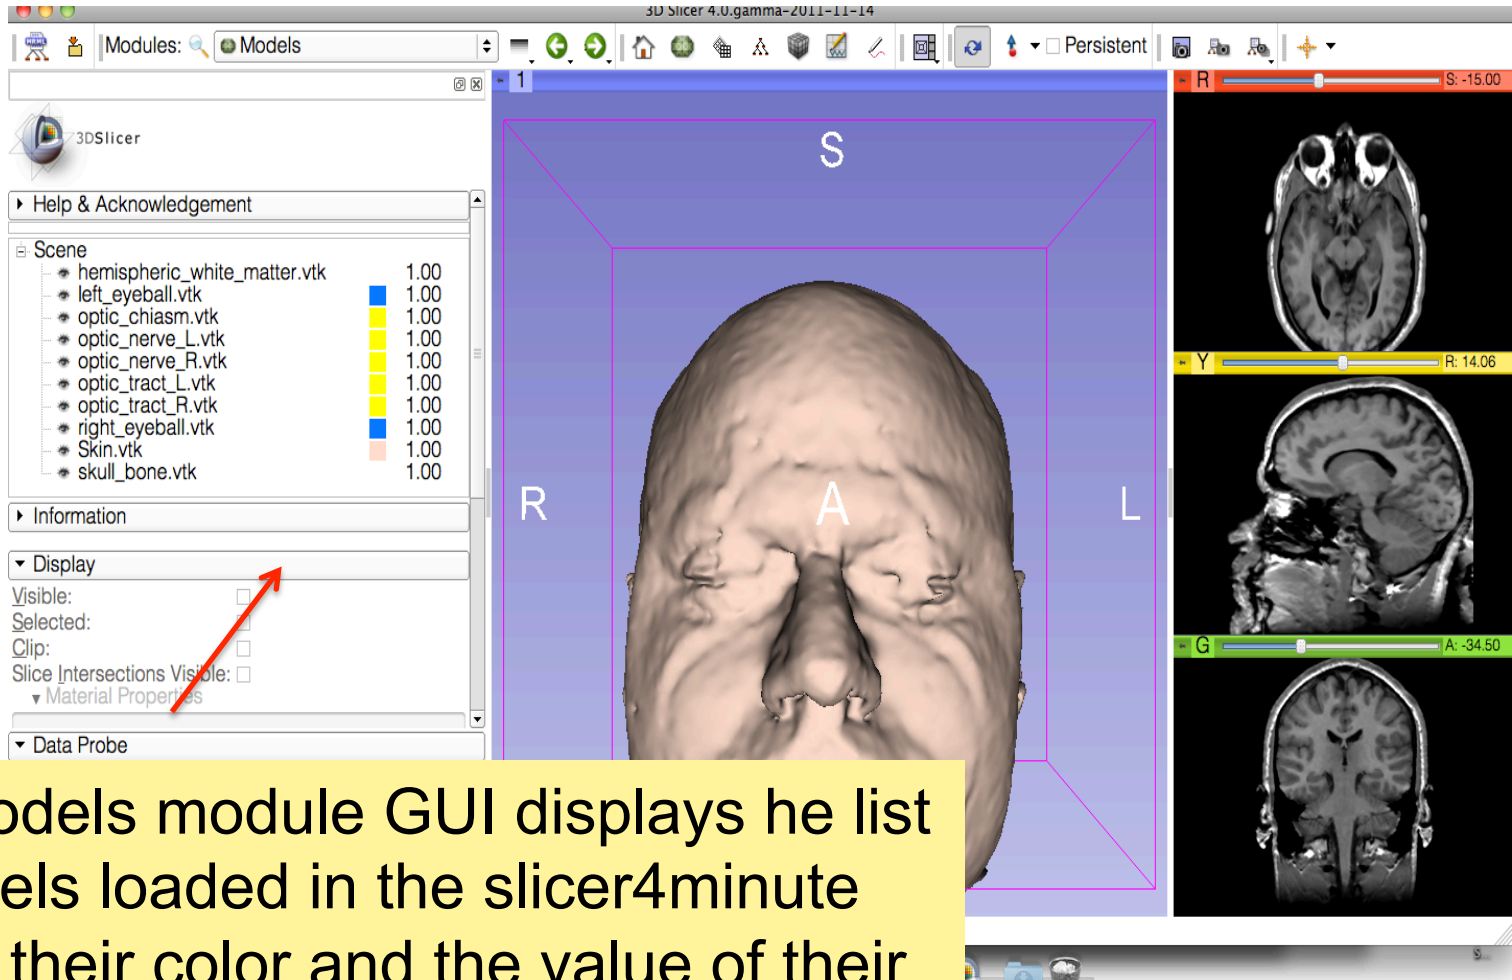 3D Slicer 4.0.gamma-2011-11-14
Modules: Models Persistent
1
R S: -15.00
3DSlicer
Help & Acknowledgement
Scene
hemispheric_white_matter.vtk 1.00
left_eyeball.vtk 1.00
optic_chiasm.vtk 1.00
optic_nerve_L.vtk 1.00
optic_nerve_R.vtk 1.00
optic_tract_L.vtk 1.00
optic_tract_R.vtk 1.00
right_eyeball.vtk 1.00
Skin.vtk 1.00
skull_bone.vtk 1.00
Information
Display
Visible:
Selected:
Clip:
Slice Intersections Visible:
Material Properties
Data Probe
S
R A L
Y R: 14.06
G A: -34.50
odels module GUI displays he list
els loaded in the slicer4minute
their color and the value of their
S...